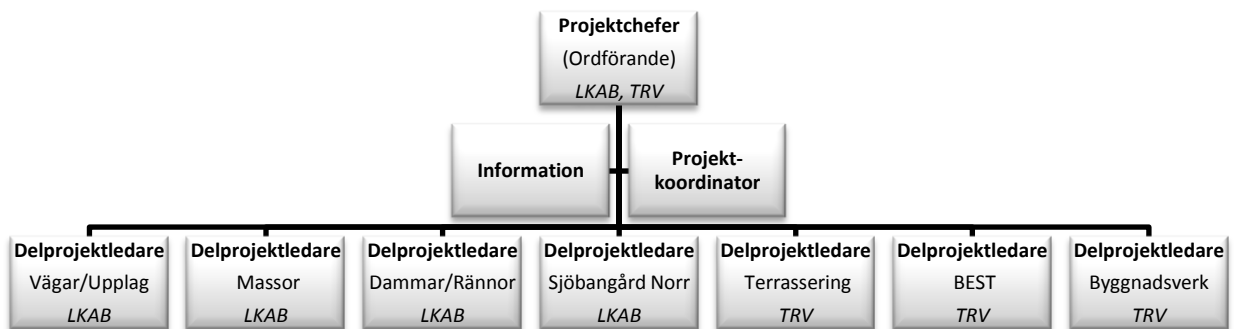 Projektchefer
(Ordförande)
LKAB, TRV
Information
Projekt-
koordinator
Delprojektledare
Vägar/Upplag
LKAB
Delprojektledare
Massor
LKAB
Delprojektledare
Dammar/Rännor
LKAB
Delprojektledare
Sjöbangård Norr
LKAB
Delprojektledare
Terrassering
TRV
Delprojektledare
BEST
TRV
Delprojektledare
Byggnadsverk
TRV